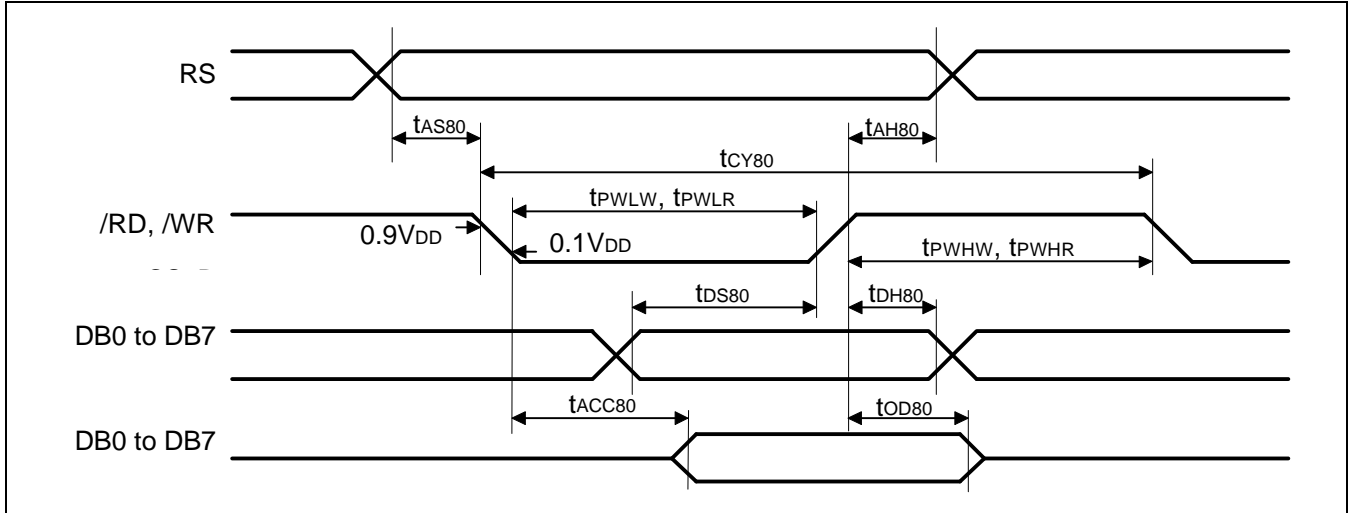 RS
tAS80
tAH80
tCY80
tPWLW, tPWLR
/RD, /WR
0.9VDD
0.1VDD
tPWHW, tPWHR
tDS80
tDH80
DB0 to DB7
tACC80
tOD80
DB0 to DB7